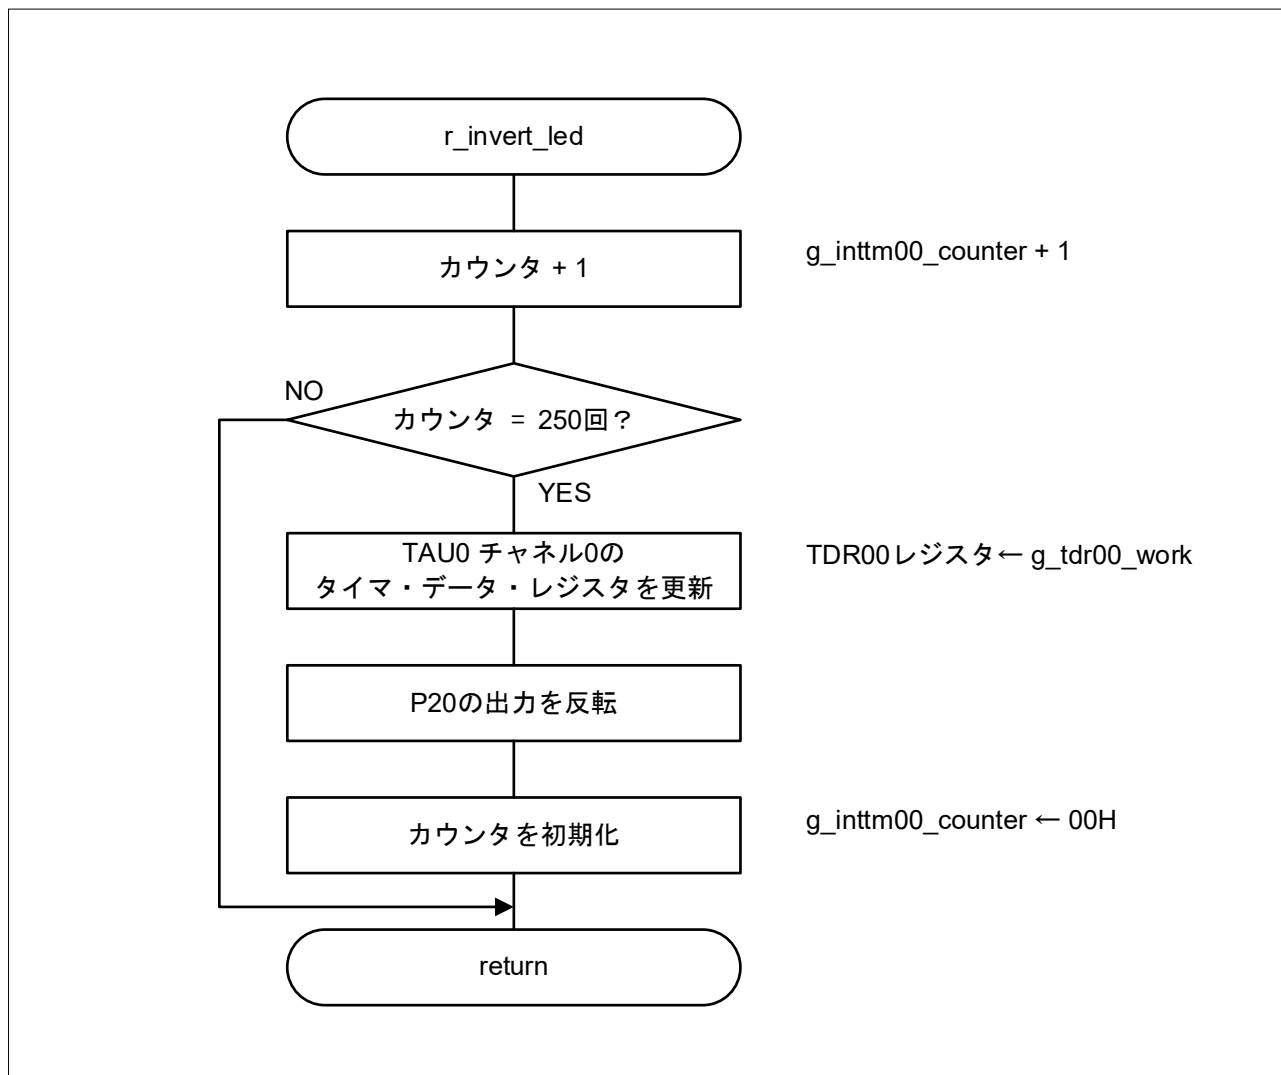 r_invert_led
カウンタ + 1
g_inttm00_counter + 1
NO
カウンタ = 250回?
YES
TAU0 チャネル0の
タイマ・データ・レジスタを更新
TDR00レジスタ← g_tdr00_work
P20の出力を反転
カウンタを初期化
g_inttm00_counter ← 00H
return